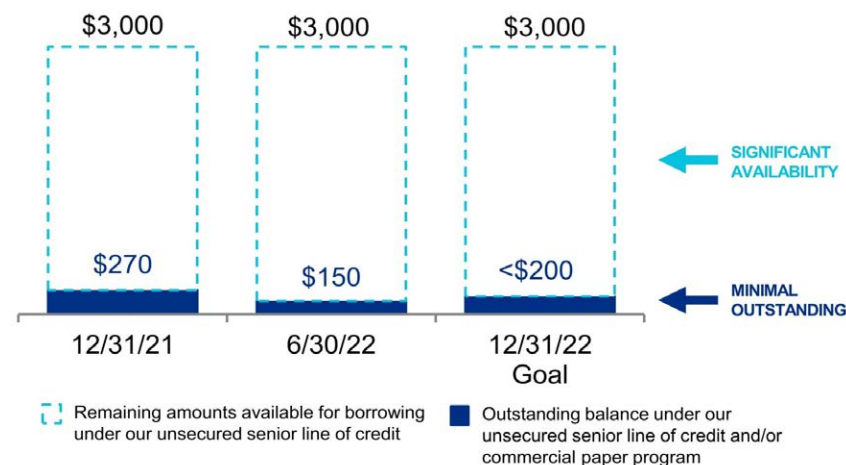 $3,000 $3,000 $3,000
SIGNIFICANT
AVAILABILITY
$270 $150 <$200
MINIMAL
OUTSTANDING
12/31/21 6/30/22 12/31/22
Goal
Remaining amounts available for borrowing
under our unsecured senior line of credit
Outstanding balance under our
unsecured senior line of credit and/or
commercial paper program